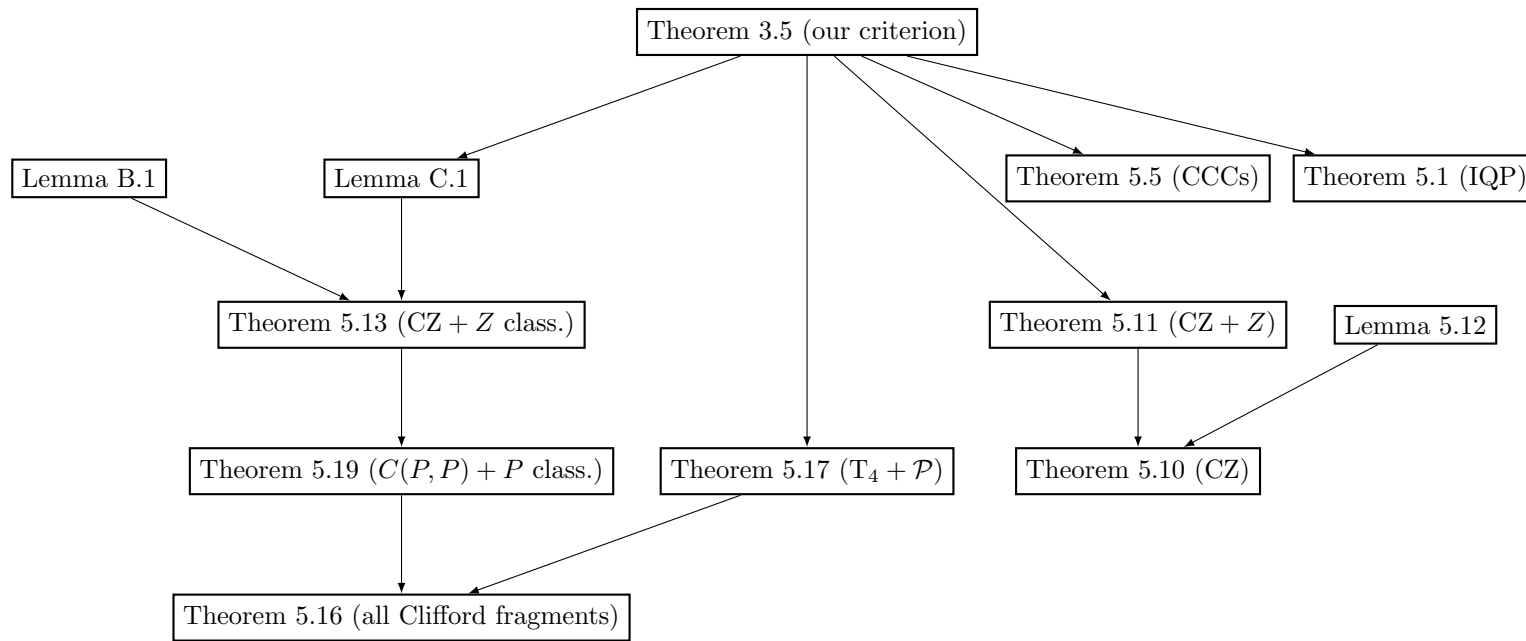 Theorem 3.5 (our criterion)
Lemma B.1
Lemma C.1
Theorem 5.5 (CCCs)
Theorem 5.1 (IQP)
Theorem 5.13 (CZ + Z class.)
Theorem 5.11 (CZ + Z)
Lemma 5.12
Theorem 5.19 (C(P, P) + P class.)
Theorem 5.17 (T₄ + 𝒫)
Theorem 5.10 (CZ)
Theorem 5.16 (all Clifford fragments)